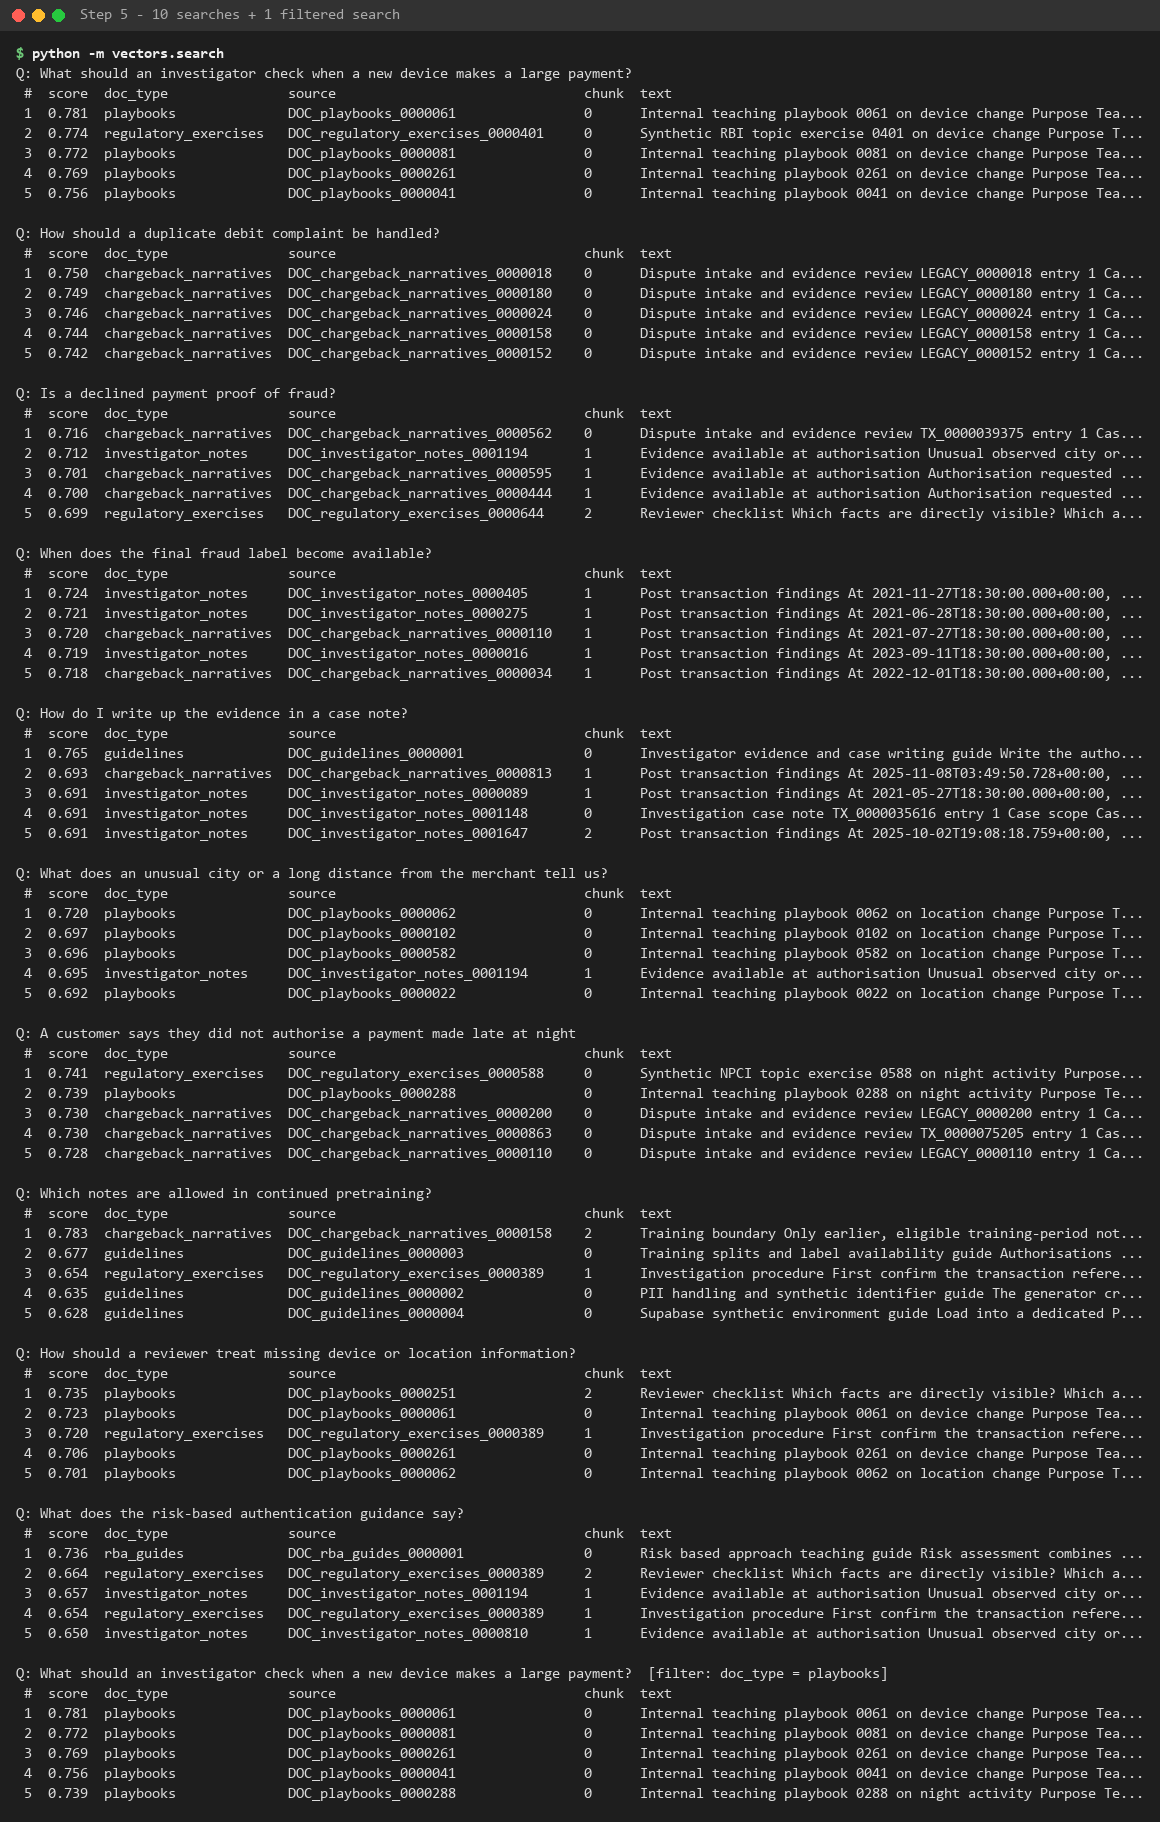 Step 5 - 10 searches + 1 filtered search
$ python -m vectors.search
Q: What should an investigator check when a new device makes a large payment?
# score doc_type source chunk text
1 0.781 playbooks DOC_playbooks_0000061 0 Internal teaching playbook 0061 on device change Purpose Tea...
2 0.774 regulatory_exercises DOC_regulatory_exercises_0000401 0 Synthetic RBI topic exercise 0401 on device change Purpose T...
3 0.772 playbooks DOC_playbooks_0000081 0 Internal teaching playbook 0081 on device change Purpose Tea...
4 0.769 playbooks DOC_playbooks_0000261 0 Internal teaching playbook 0261 on device change Purpose Tea...
5 0.756 playbooks DOC_playbooks_0000041 0 Internal teaching playbook 0041 on device change Purpose Tea...
Q: How should a duplicate debit complaint be handled?
# score doc_type source chunk text
1 0.750 chargeback_narratives DOC_chargeback_narratives_0000018 0 Dispute intake and evidence review LEGACY_0000018 entry 1 Ca...
2 0.749 chargeback_narratives DOC_chargeback_narratives_0000180 0 Dispute intake and evidence review LEGACY_0000180 entry 1 Ca...
3 0.746 chargeback_narratives DOC_chargeback_narratives_0000024 0 Dispute intake and evidence review LEGACY_0000024 entry 1 Ca...
4 0.744 chargeback_narratives DOC_chargeback_narratives_0000158 0 Dispute intake and evidence review LEGACY_0000158 entry 1 Ca...
5 0.742 chargeback_narratives DOC_chargeback_narratives_0000152 0 Dispute intake and evidence review LEGACY_0000152 entry 1 Ca...
Q: Is a declined payment proof of fraud?
# score doc_type source chunk text
1 0.716 chargeback_narratives DOC_chargeback_narratives_0000562 0 Dispute intake and evidence review TX_0000039375 entry 1 Cas...
2 0.712 investigator_notes DOC_investigator_notes_0001194 1 Evidence available at authorisation Unusual observed city or...
3 0.701 chargeback_narratives DOC_chargeback_narratives_0000595 1 Evidence available at authorisation Authorisation requested ...
4 0.700 chargeback_narratives DOC_chargeback_narratives_0000444 1 Evidence available at authorisation Authorisation requested ...
5 0.699 regulatory_exercises DOC_regulatory_exercises_0000644 2 Reviewer checklist Which facts are directly visible? Which a...
Q: When does the final fraud label become available?
# score doc_type source chunk text
1 0.724 investigator_notes DOC_investigator_notes_0000405 1 Post transaction findings At 2021-11-27T18:30:00.000+00:00, ...
2 0.721 investigator_notes DOC_investigator_notes_0000275 1 Post transaction findings At 2021-06-28T18:30:00.000+00:00, ...
3 0.720 chargeback_narratives DOC_chargeback_narratives_0000110 1 Post transaction findings At 2021-07-27T18:30:00.000+00:00, ...
4 0.719 investigator_notes DOC_investigator_notes_0000016 1 Post transaction findings At 2023-09-11T18:30:00.000+00:00, ...
5 0.718 chargeback_narratives DOC_chargeback_narratives_0000034 1 Post transaction findings At 2022-12-01T18:30:00.000+00:00, ...
Q: How do I write up the evidence in a case note?
# score doc_type source chunk text
1 0.765 guidelines DOC_guidelines_0000001 0 Investigator evidence and case writing guide Write the autho...
2 0.693 chargeback_narratives DOC_chargeback_narratives_0000813 1 Post transaction findings At 2025-11-08T03:49:50.728+00:00, ...
3 0.691 investigator_notes DOC_investigator_notes_0000089 1 Post transaction findings At 2021-05-27T18:30:00.000+00:00, ...
4 0.691 investigator_notes DOC_investigator_notes_0001148 0 Investigation case note TX_0000035616 entry 1 Case scope Cas...
5 0.691 investigator_notes DOC_investigator_notes_0001647 2 Post transaction findings At 2025-10-02T19:08:18.759+00:00, ...
Q: What does an unusual city or a long distance from the merchant tell us?
# score doc_type source chunk text
1 0.720 playbooks DOC_playbooks_0000062 0 Internal teaching playbook 0062 on location change Purpose T...
2 0.697 playbooks DOC_playbooks_0000102 0 Internal teaching playbook 0102 on location change Purpose T...
3 0.696 playbooks DOC_playbooks_0000582 0 Internal teaching playbook 0582 on location change Purpose T...
4 0.695 investigator_notes DOC_investigator_notes_0001194 1 Evidence available at authorisation Unusual observed city or...
5 0.692 playbooks DOC_playbooks_0000022 0 Internal teaching playbook 0022 on location change Purpose T...
Q: A customer says they did not authorise a payment made late at night
# score doc_type source chunk text
1 0.741 regulatory_exercises DOC_regulatory_exercises_0000588 0 Synthetic NPCI topic exercise 0588 on night activity Purpose...
2 0.739 playbooks DOC_playbooks_0000288 0 Internal teaching playbook 0288 on night activity Purpose Te...
3 0.730 chargeback_narratives DOC_chargeback_narratives_0000200 0 Dispute intake and evidence review LEGACY_0000200 entry 1 Ca...
4 0.730 chargeback_narratives DOC_chargeback_narratives_0000863 0 Dispute intake and evidence review TX_0000075205 entry 1 Cas...
5 0.728 chargeback_narratives DOC_chargeback_narratives_0000110 0 Dispute intake and evidence review LEGACY_0000110 entry 1 Ca...
Q: Which notes are allowed in continued pretraining?
# score doc_type source chunk text
1 0.783 chargeback_narratives DOC_chargeback_narratives_0000158 2 Training boundary Only earlier, eligible training-period not...
2 0.677 guidelines DOC_guidelines_0000003 0 Training splits and label availability guide Authorisations ...
3 0.654 regulatory_exercises DOC_regulatory_exercises_0000389 1 Investigation procedure First confirm the transaction refere...
4 0.635 guidelines DOC_guidelines_0000002 0 PII handling and synthetic identifier guide The generator cr...
5 0.628 guidelines DOC_guidelines_0000004 0 Supabase synthetic environment guide Load into a dedicated P...
Q: How should a reviewer treat missing device or location information?
# score doc_type source chunk text
1 0.735 playbooks DOC_playbooks_0000251 2 Reviewer checklist Which facts are directly visible? Which a...
2 0.723 playbooks DOC_playbooks_0000061 0 Internal teaching playbook 0061 on device change Purpose Tea...
3 0.720 regulatory_exercises DOC_regulatory_exercises_0000389 1 Investigation procedure First confirm the transaction refere...
4 0.706 playbooks DOC_playbooks_0000261 0 Internal teaching playbook 0261 on device change Purpose Tea...
5 0.701 playbooks DOC_playbooks_0000062 0 Internal teaching playbook 0062 on location change Purpose T...
Q: What does the risk-based authentication guidance say?
# score doc_type source chunk text
1 0.736 rba_guides DOC_rba_guides_0000001 0 Risk based approach teaching guide Risk assessment combines ...
2 0.664 regulatory_exercises DOC_regulatory_exercises_0000389 2 Reviewer checklist Which facts are directly visible? Which a...
3 0.657 investigator_notes DOC_investigator_notes_0001194 1 Evidence available at authorisation Unusual observed city or...
4 0.654 regulatory_exercises DOC_regulatory_exercises_0000389 1 Investigation procedure First confirm the transaction refere...
5 0.650 investigator_notes DOC_investigator_notes_0000810 1 Evidence available at authorisation Unusual observed city or...
Q: What should an investigator check when a new device makes a large payment? [filter: doc_type = playbooks]
# score doc_type source chunk text
1 0.781 playbooks DOC_playbooks_0000061 0 Internal teaching playbook 0061 on device change Purpose Tea...
2 0.772 playbooks DOC_playbooks_0000081 0 Internal teaching playbook 0081 on device change Purpose Tea...
3 0.769 playbooks DOC_playbooks_0000261 0 Internal teaching playbook 0261 on device change Purpose Tea...
4 0.756 playbooks DOC_playbooks_0000041 0 Internal teaching playbook 0041 on device change Purpose Tea...
5 0.739 playbooks DOC_playbooks_0000288 0 Internal teaching playbook 0288 on night activity Purpose Te...